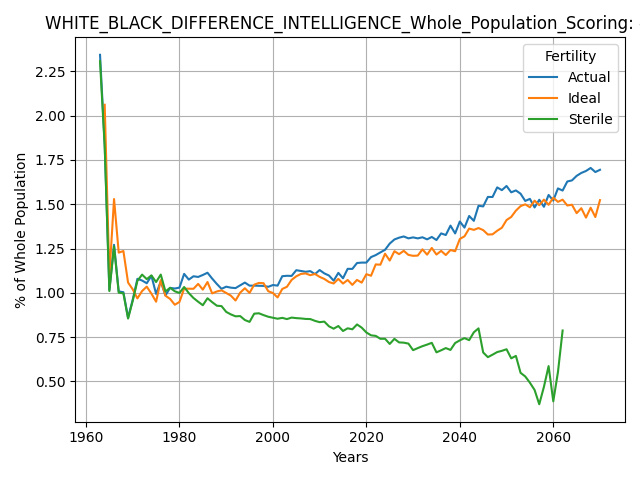 WHITE_BLACK_DIFFERENCE_INTELLIGENCE_Whole_Population_Scoring:
Fertility
Actual
Ideal
Sterile
2.25
2.00
1.75
1.50
1.25
1.00
0.75
0.50
% of Whole Population
1960 1980 2000 2020 2040 2060
Years